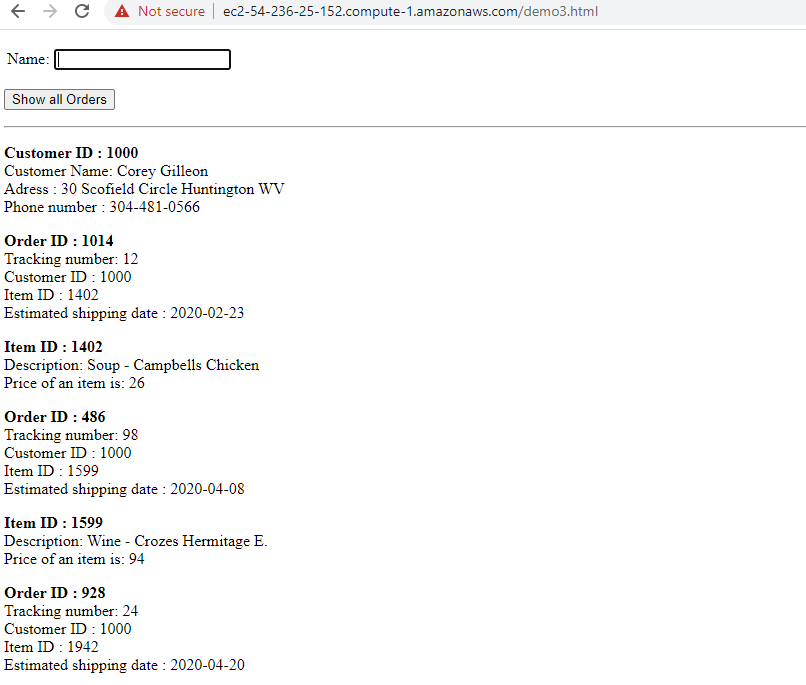 Not secure | ec2-54-236-25-152.compute-1.amazonaws.com/demo3.html
Name:
Show all Orders
Customer ID : 1000
Customer Name: Corey Gilleon
Adress : 30 Scofield Circle Huntington WV
Phone number : 304-481-0566
Order ID : 1014
Tracking number: 12
Customer ID : 1000
Item ID : 1402
Estimated shipping date : 2020-02-23
Item ID : 1402
Description: Soup - Campbells Chicken
Price of an item is: 26
Order ID : 486
Tracking number: 98
Customer ID : 1000
Item ID : 1599
Estimated shipping date : 2020-04-08
Item ID : 1599
Description: Wine - Crozes Hermitage E.
Price of an item is: 94
Order ID : 928
Tracking number: 24
Customer ID : 1000
Item ID : 1942
Estimated shipping date : 2020-04-20